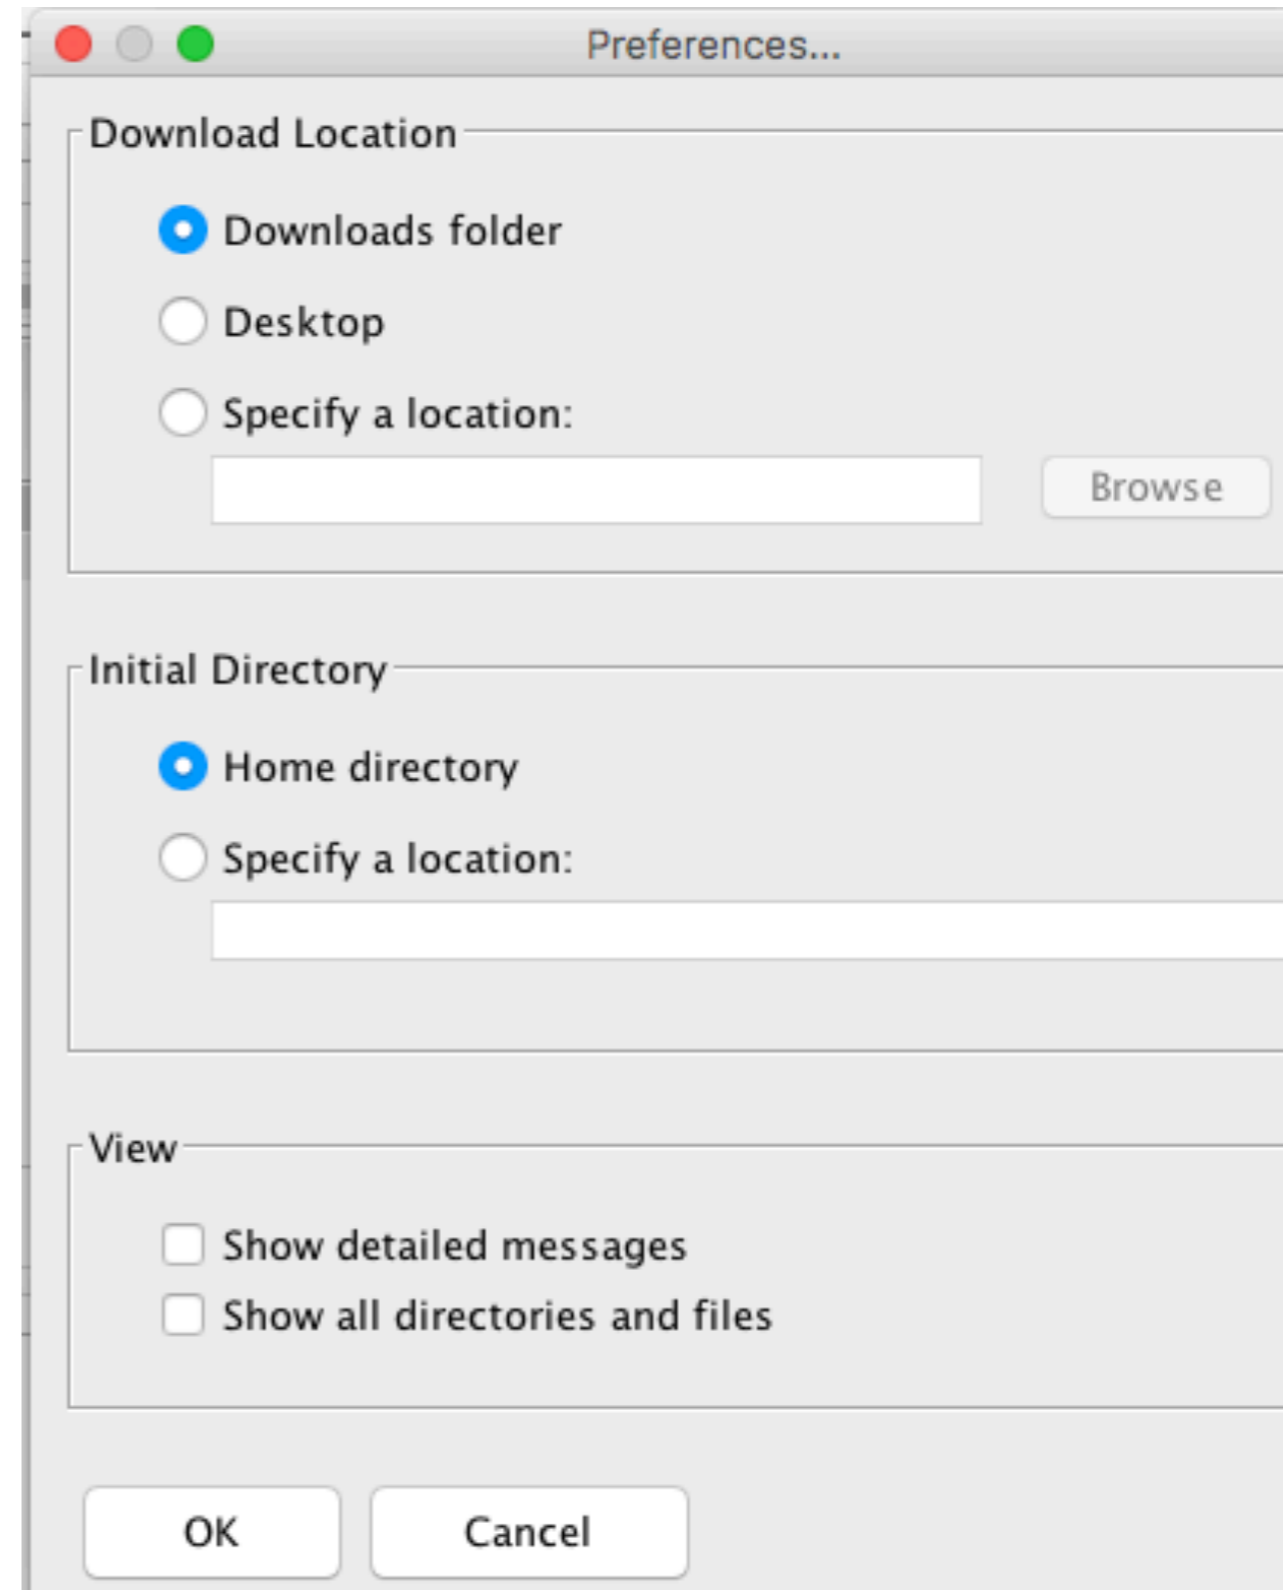 Preferences...
Download Location
Downloads folder
Desktop
Specify a location:
Browse
Initial Directory
Home directory
Specify a location:
View
Show detailed messages
Show all directories and files
OK Cancel